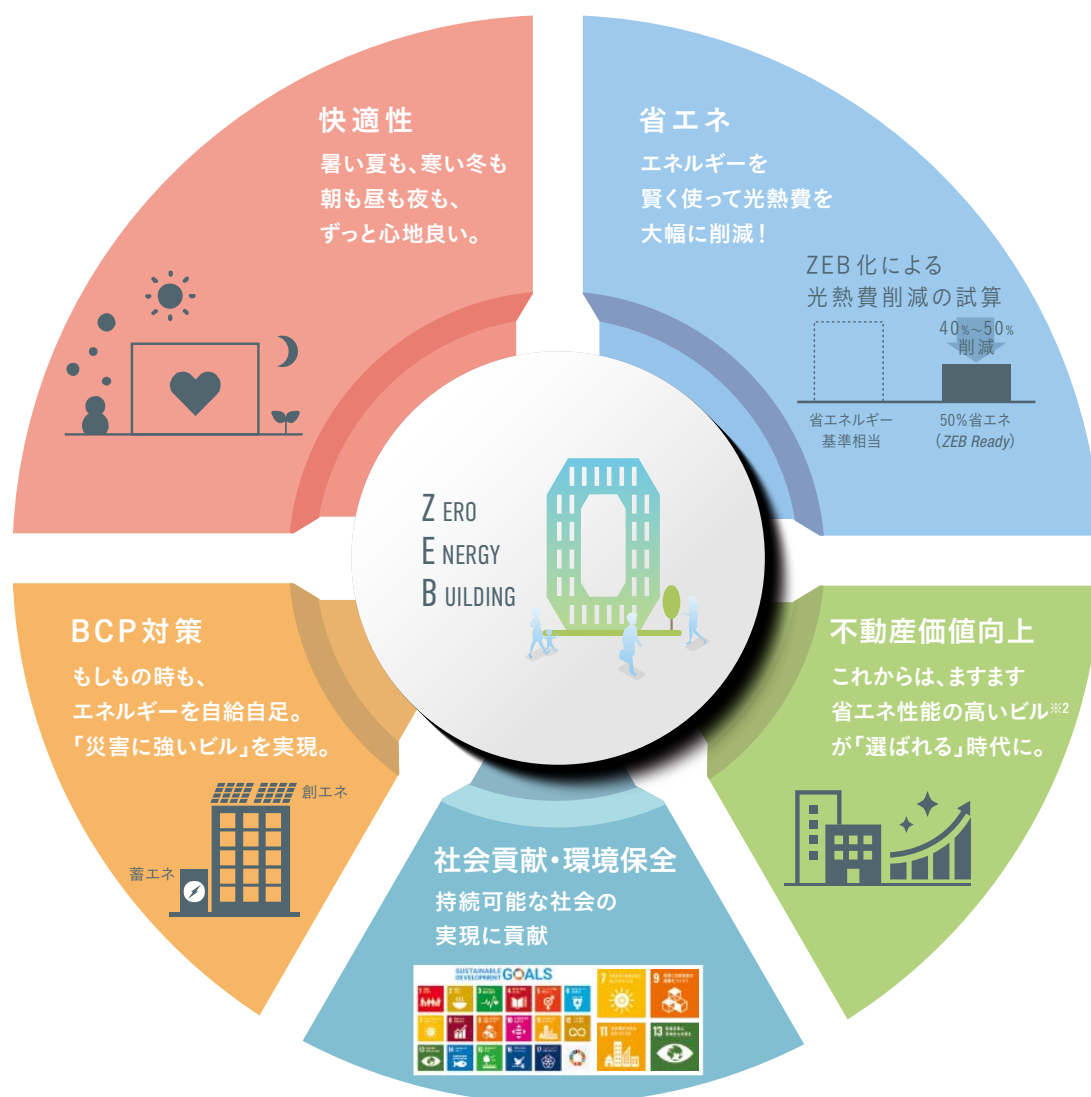 快適性
暑い夏も、寒い冬も
朝も昼も夜も、
ずっと心地良い。
省エネ
エネルギーを
賢く使って光熱費を
大幅に削減！
ZEB化による
光熱費削減の試算
40%~50%
削減
省エネルギー
基準相当
50%省エネ
（ZEB Ready）
ZERO
ENERGY
BUILDING
BCP対策
もしもの時も、
エネルギーを自給自足。
「災害に強いビル」を実現。
創エネ
蓄エネ
不動産価値向上
これからは、ますます
省エネ性能の高いビル※2
が「選ばれる」時代に。
社会貢献・環境保全
持続可能な社会の
実現に貢献
SUSTAINABLE
DEVELOPMENT GOALS
7
9
11
13